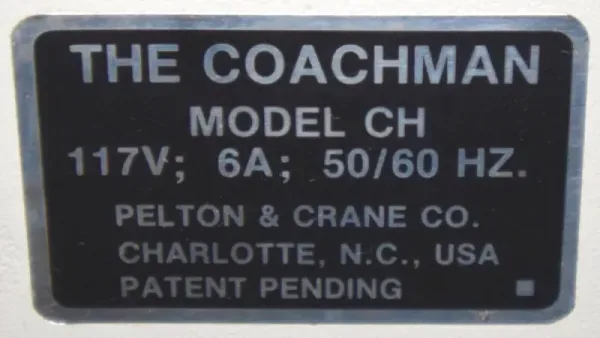 THE COACHMAN
MODEL CH
117V; 6A; 50/60 HZ.
PELTON & CRANE CO.
CHARLOTTE, N.C., USA
PATENT PENDING